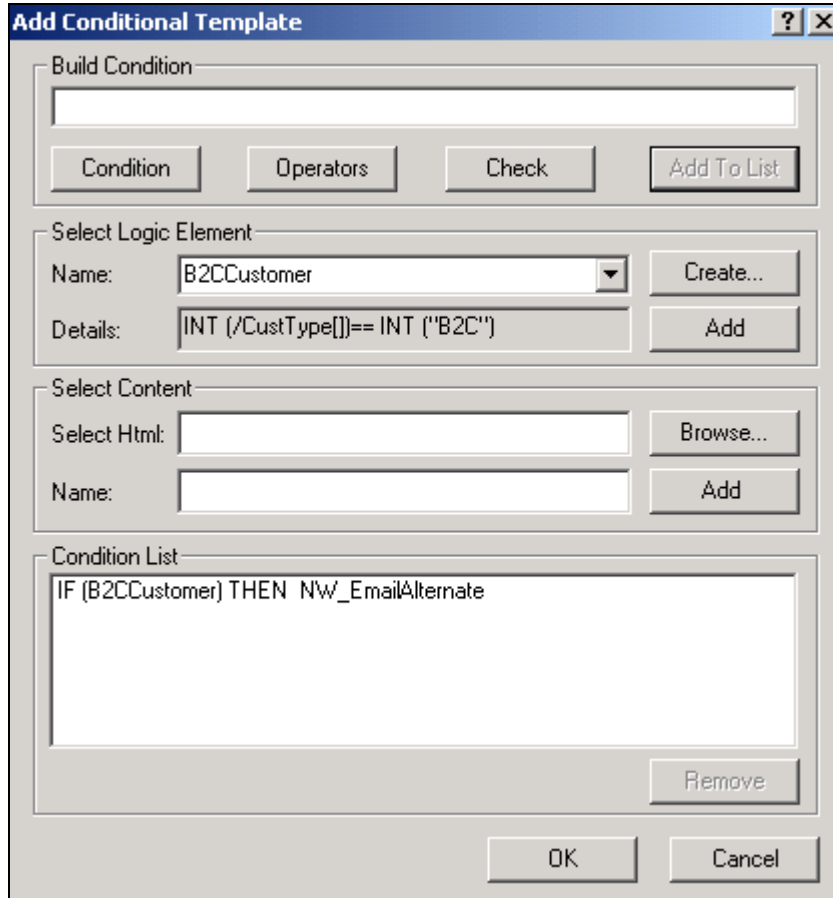 Add Conditional Template
Build Condition
Condition Operators Check Add To List
Select Logic Element
Name: B2CCustomer Create...
Details: INT (/CustType[])== INT ("B2C") Add
Select Content
Select Html: Browse...
Name: Add
Condition List
IF (B2CCustomer) THEN  NW_EmailAlternate
Remove
OK Cancel